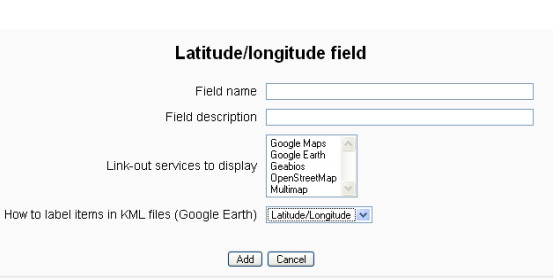 Latitude/longitude field
Field name
Field description
Link-out services to display
Google Maps
Google Earth
Geabios
OpenStreetMap
Multimap
How to label items in KML files (Google Earth)
Latitude/Longitude
Add Cancel